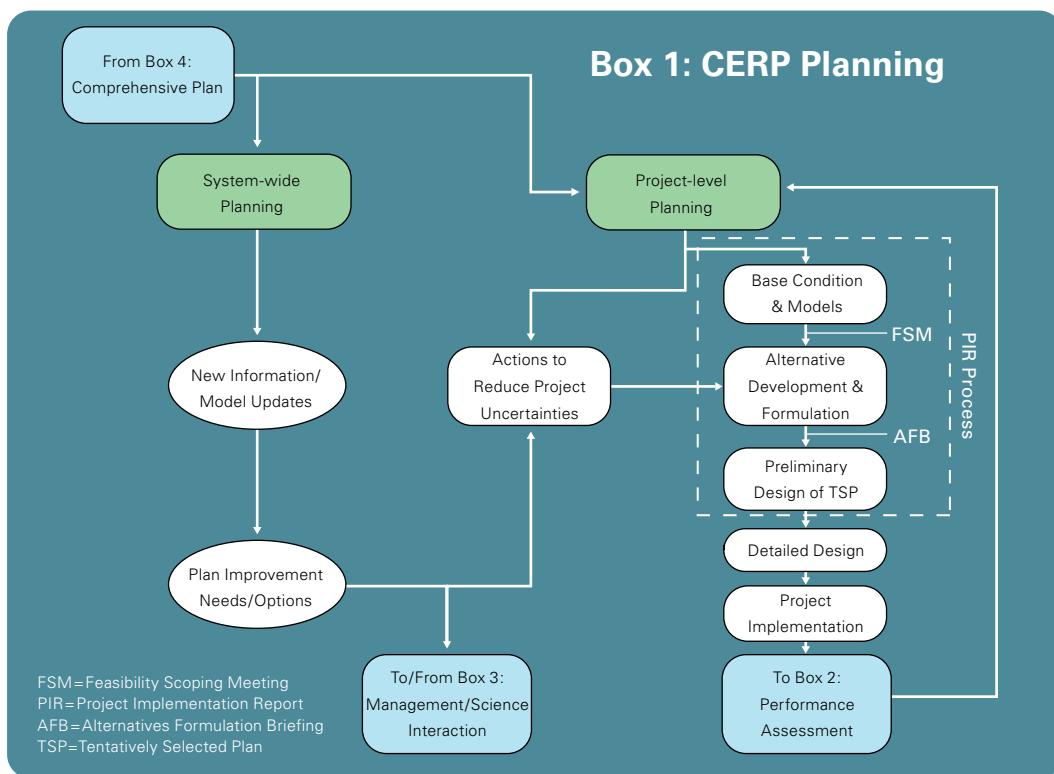 From Box 4:
Comprehensive Plan
Box 1: CERP Planning
System-wide
Planning
Project-level
Planning
Base Condition
& Models
FSM
New Information/
Model Updates
Actions to
Reduce Project
Uncertainties
Alternative
Development &
Formulation
PIR Process
AFB
Preliminary
Design of TSP
Detailed Design
Plan Improvement
Needs/Options
Project
Implementation
To/From Box 3:
Management/Science
Interaction
To Box 2:
Performance
Assessment
FSM=Feasibility Scoping Meeting
PIR=Project Implementation Report
AFB=Alternatives Formulation Briefing
TSP=Tentatively Selected Plan